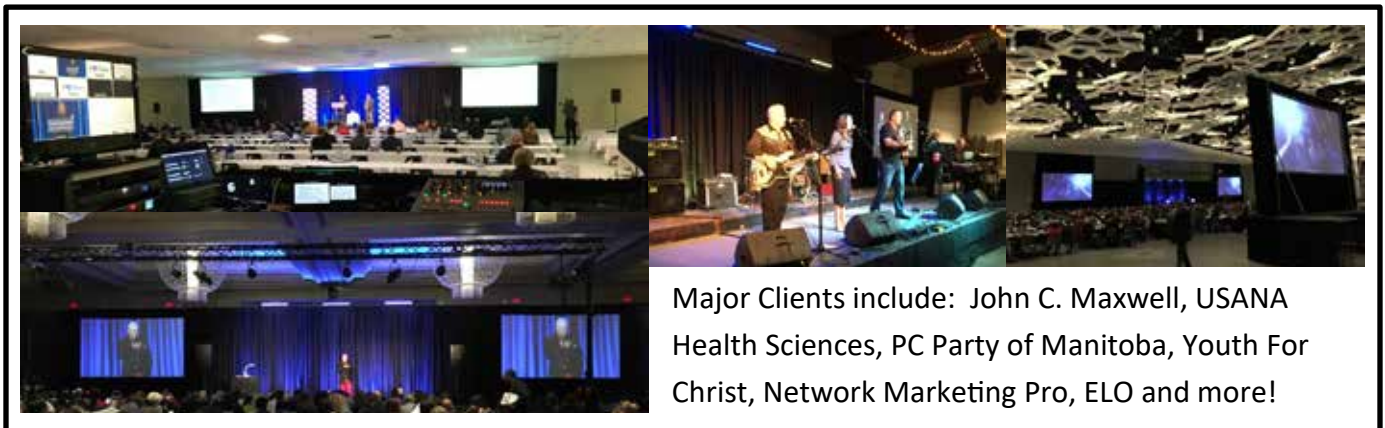 Major Clients include:  John C. Maxwell, USANA
Health Sciences, PC Party of Manitoba, Youth For
Christ, Network Marketing Pro, ELO and more!